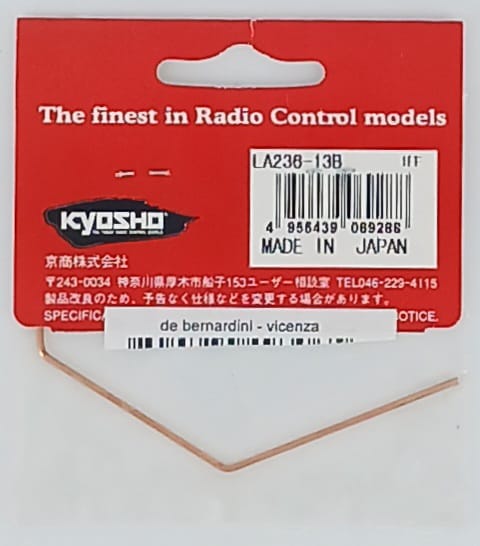 The finest in Radio Control models
LA236-13B
4 956439 069286
MADE IN JAPAN
KYOSHO
京商株式会社
〒243-0034 神奈川県厚木市船子153ユーザー相談室 TEL046-229-4115
製品改良のため、予告なく仕様などを変更する場合があります。
SPECIFICA
NOTICE.
de bernardini - vicenza